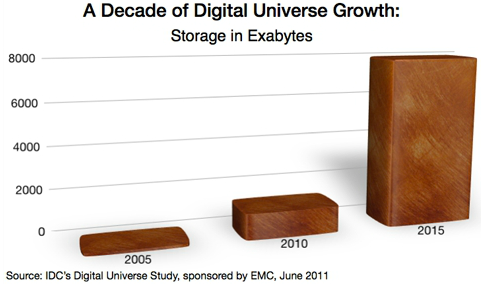 A Decade of Digital Universe Growth:
Storage in Exabytes
8000
6000
4000
2000
0
2005
2010
2015
Source: IDC's Digital Universe Study, sponsored by EMC, June 2011